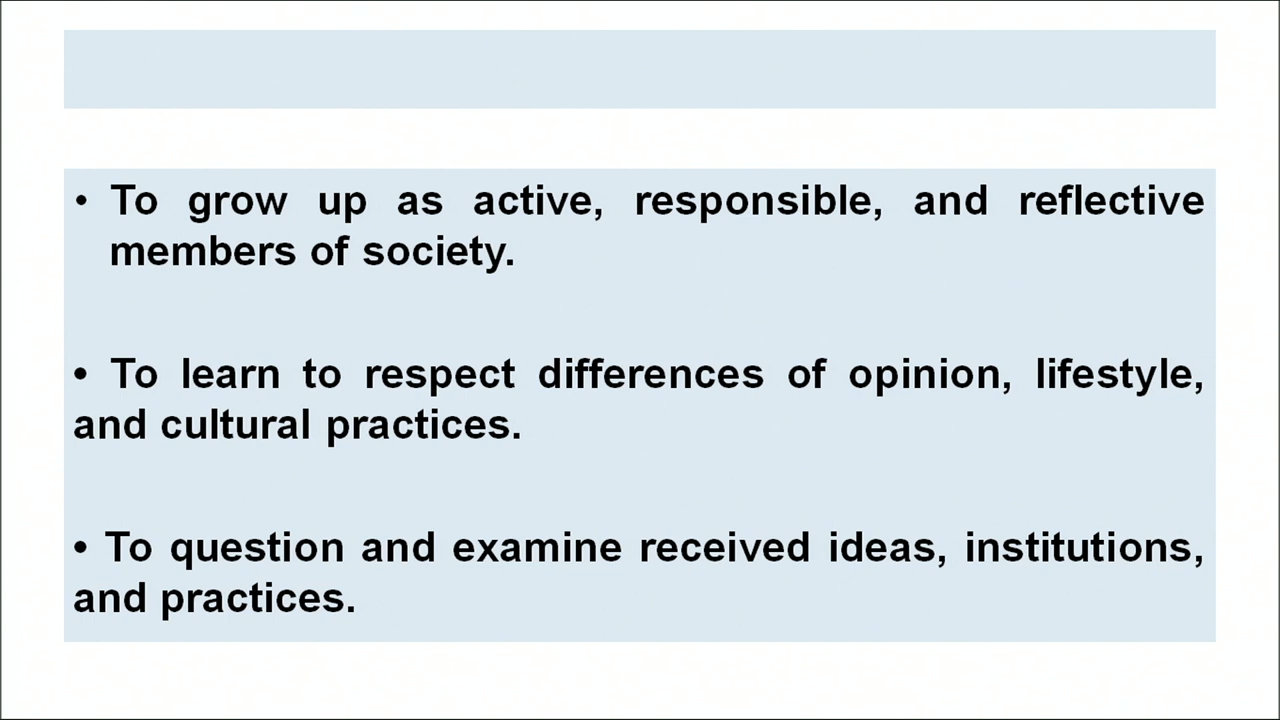 • To grow up as active, responsible, and reflective
members of society.
• To learn to respect differences of opinion, lifestyle,
and cultural practices.
• To question and examine received ideas, institutions,
and practices.